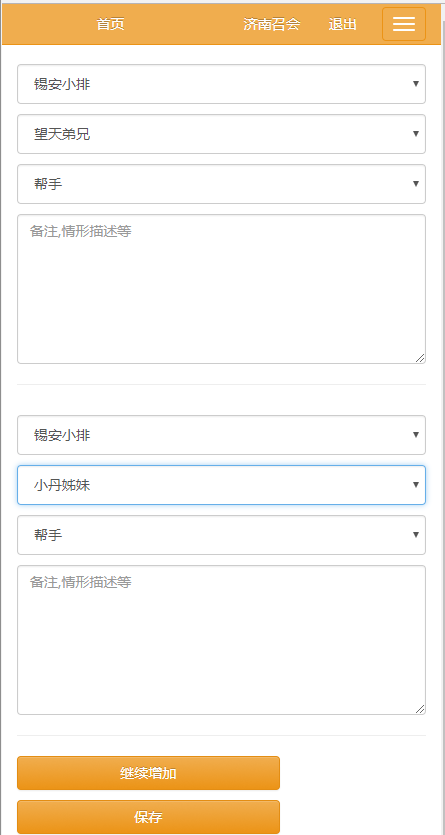 首页 济南召会 退出
锡安小排
望天弟兄
帮手
备注,情形描述等
锡安小排
小丹姊妹
帮手
备注,情形描述等
继续增加
保存